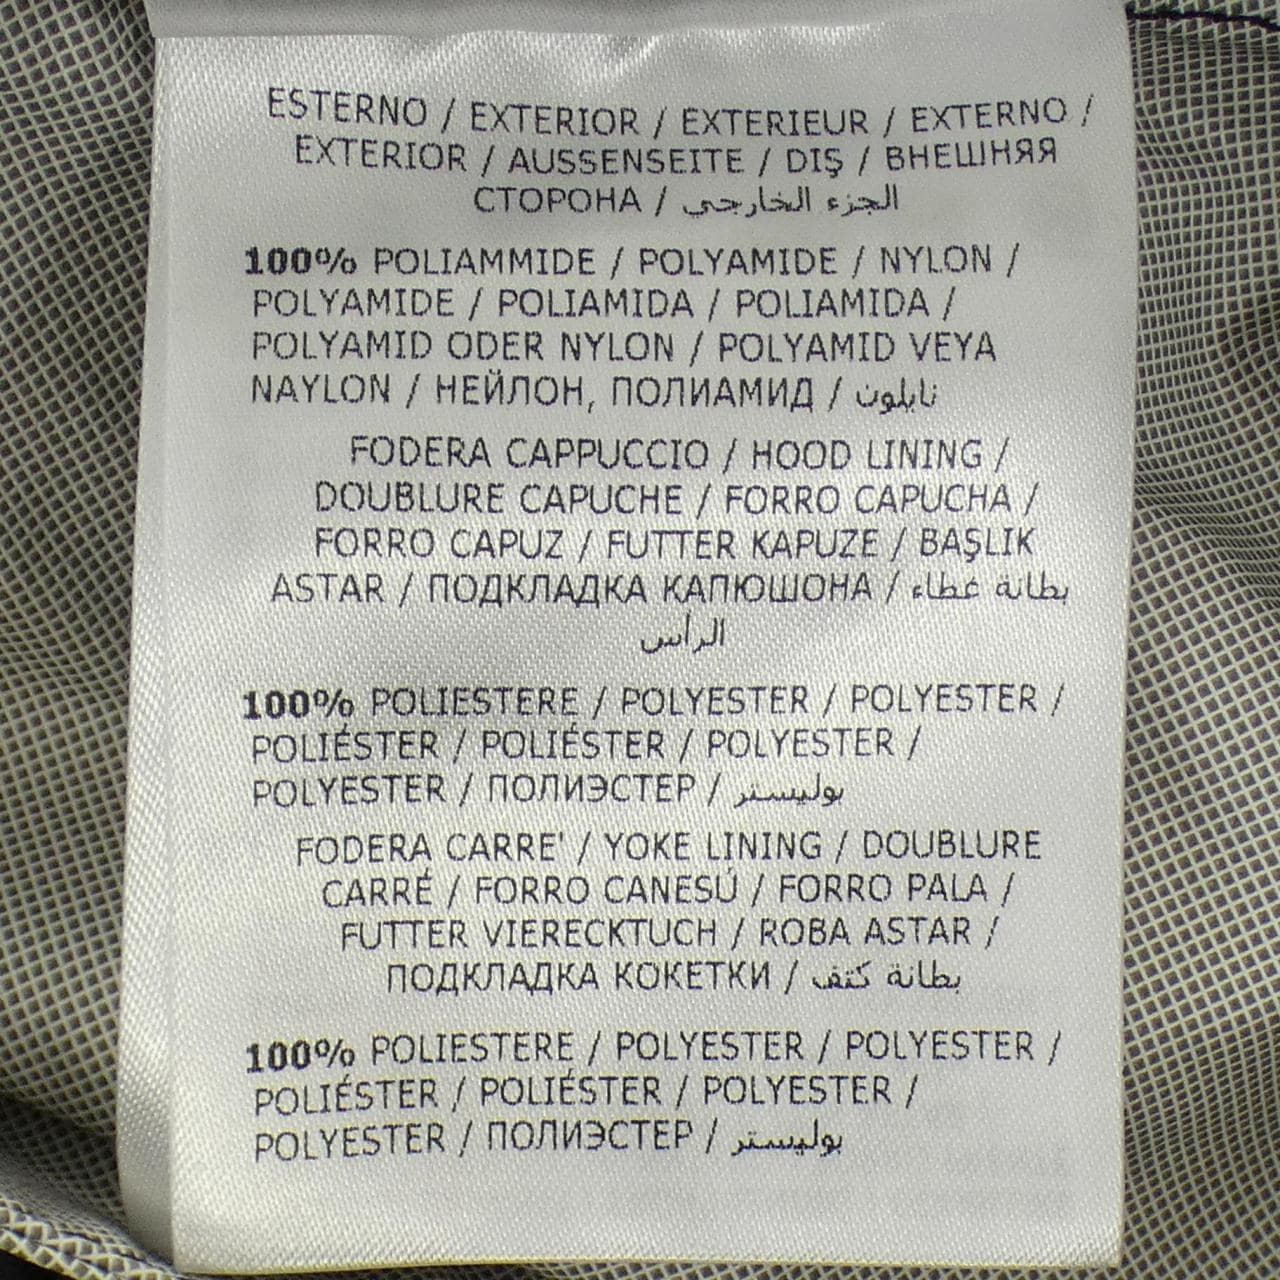 ESTERNO / EXTERIOR / EXTERIEUR / EXTERNO /
EXTERIOR / AUSSENSEITE / DIŞ / ВНЕШНЯЯ
СТОРОНА / الجزء الخارجي
100% POLIAMMIDE / POLYAMIDE / NYLON /
POLYAMIDE / POLIAMIDA / POLIAMIDA /
POLYAMID ODER NYLON / POLYAMID VEYA
NAYLON / НЕЙЛОН, ПОЛИАМИД / نايلون
FODERA CAPPUCCIO / HOOD LINING /
DOUBLURE CAPUCHE / FORRO CAPUCHA /
FORRO CAPUZ / FUTTER KAPUZE / BAŞLIK
ASTAR / ПОДКЛАДКА КАПЮШОНА / بطانة غطاء
الرأس
100% POLIESTERE / POLYESTER / POLYESTER /
POLIÉSTER / POLIÉSTER / POLYESTER /
POLYESTER / ПОЛИЭСТЕР / بوليستر
FODERA CARRE' / YOKE LINING / DOUBLURE
CARRÉ / FORRO CANESÚ / FORRO PALA /
FUTTER VIERECKTUCH / ROBA ASTAR /
ПОДКЛАДКА КОКЕТКИ / بطانة كتف
100% POLIESTERE / POLYESTER / POLYESTER /
POLIÉSTER / POLIÉSTER / POLYESTER /
POLYESTER / ПОЛИЭСТЕР / بوليستر